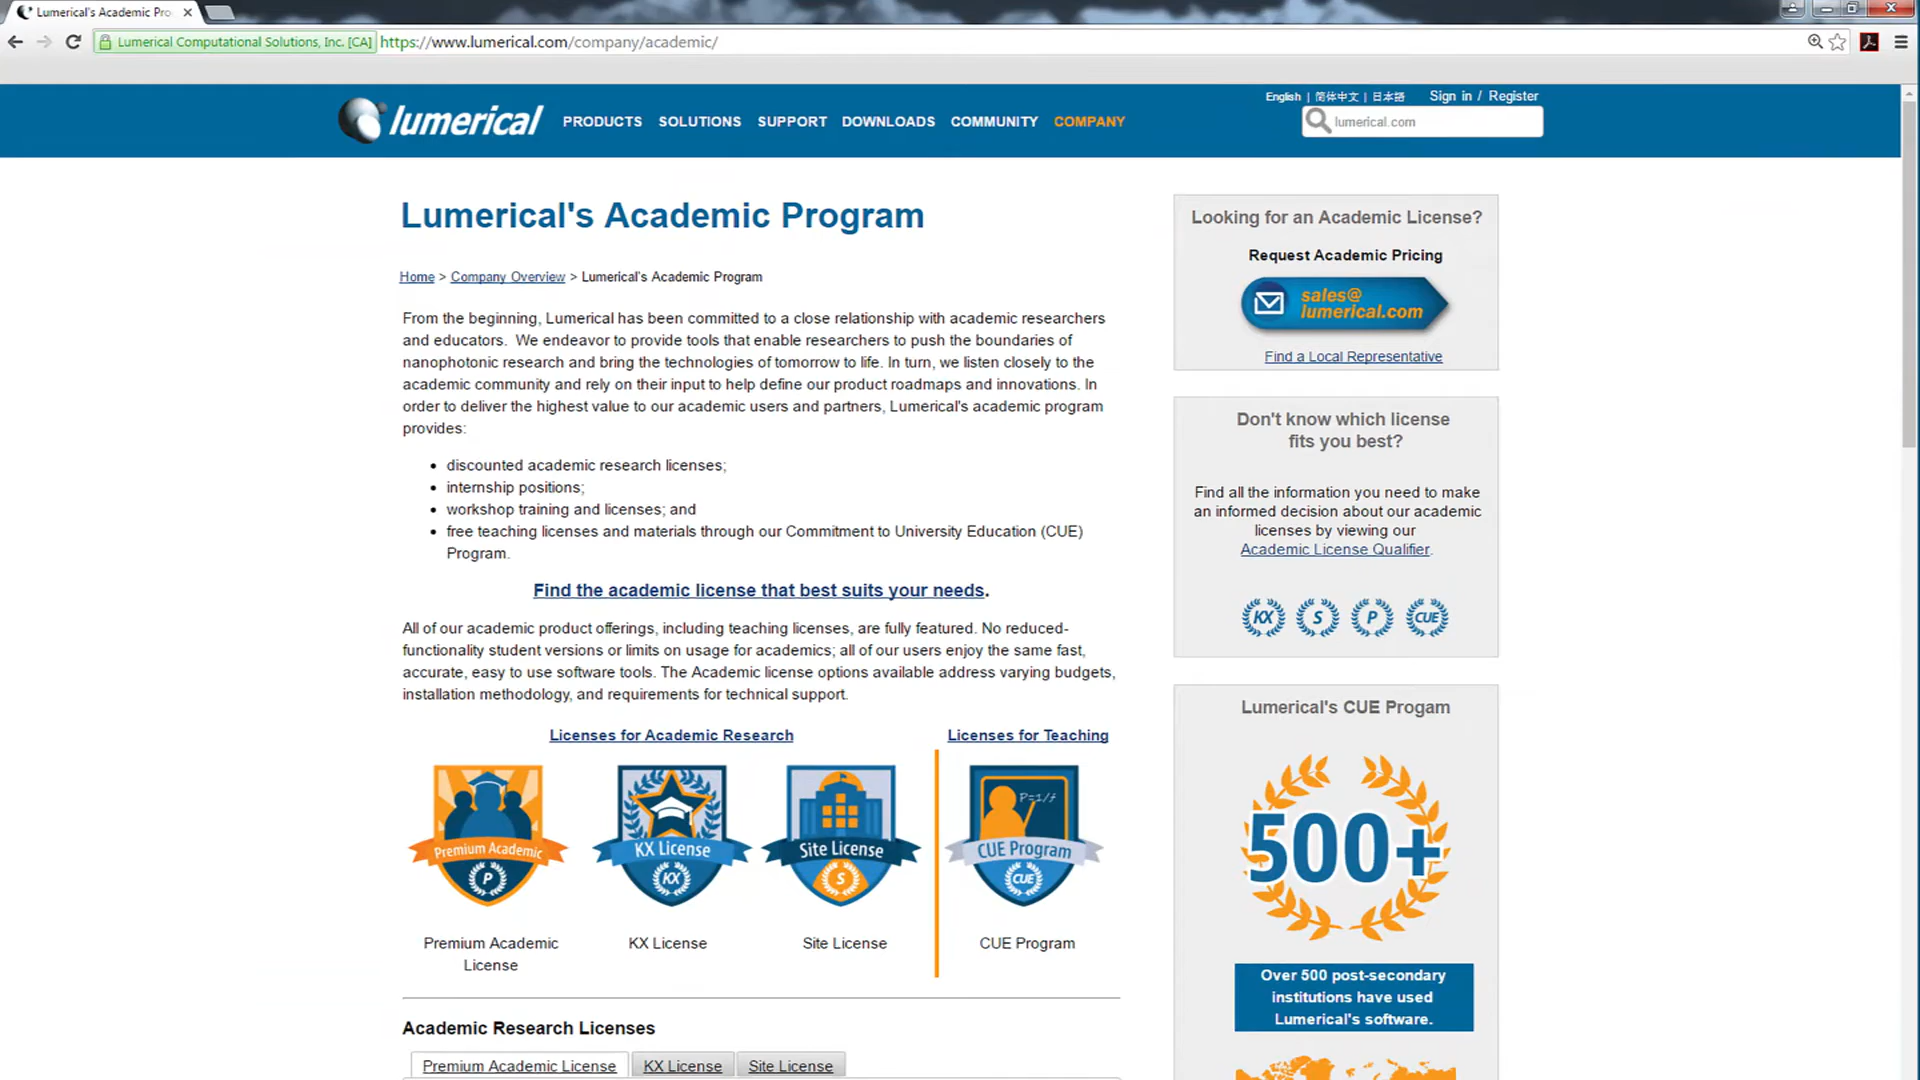 Lumerical's Academic Pro
Lumerical Computational Solutions, Inc. [CA]
https://www.lumerical.com/company/academic/
English | 简体中文 | 日本語
Sign in / Register
lumerical
PRODUCTS SOLUTIONS SUPPORT DOWNLOADS COMMUNITY COMPANY
lumerical.com
Lumerical's Academic Program
Home > Company Overview > Lumerical's Academic Program
From the beginning, Lumerical has been committed to a close relationship with academic researchers
and educators. We endeavor to provide tools that enable researchers to push the boundaries of
nanophotonic research and bring the technologies of tomorrow to life. In turn, we listen closely to the
academic community and rely on their input to help define our product roadmaps and innovations. In
order to deliver the highest value to our academic users and partners, Lumerical's academic program
provides:
• discounted academic research licenses;
• internship positions;
• workshop training and licenses; and
• free teaching licenses and materials through our Commitment to University Education (CUE)
Program.
Find the academic license that best suits your needs.
All of our academic product offerings, including teaching licenses, are fully featured. No reduced-
functionality student versions or limits on usage for academics; all of our users enjoy the same fast,
accurate, easy to use software tools. The Academic license options available address varying budgets,
installation methodology, and requirements for technical support.
Licenses for Academic Research
Licenses for Teaching
Premium Academic
P
KX License
KX
Site License
S
P=1/f
CUE Program
CUE
Premium Academic
License
KX License
Site License
CUE Program
Academic Research Licenses
Premium Academic License
KX License
Site License
Looking for an Academic License?
Request Academic Pricing
sales@
lumerical.com
Find a Local Representative
Don't know which license
fits you best?
Find all the information you need to make
an informed decision about our academic
licenses by viewing our
Academic License Qualifier.
KX S P CUE
Lumerical's CUE Progam
500+
Over 500 post-secondary
institutions have used
Lumerical's software.